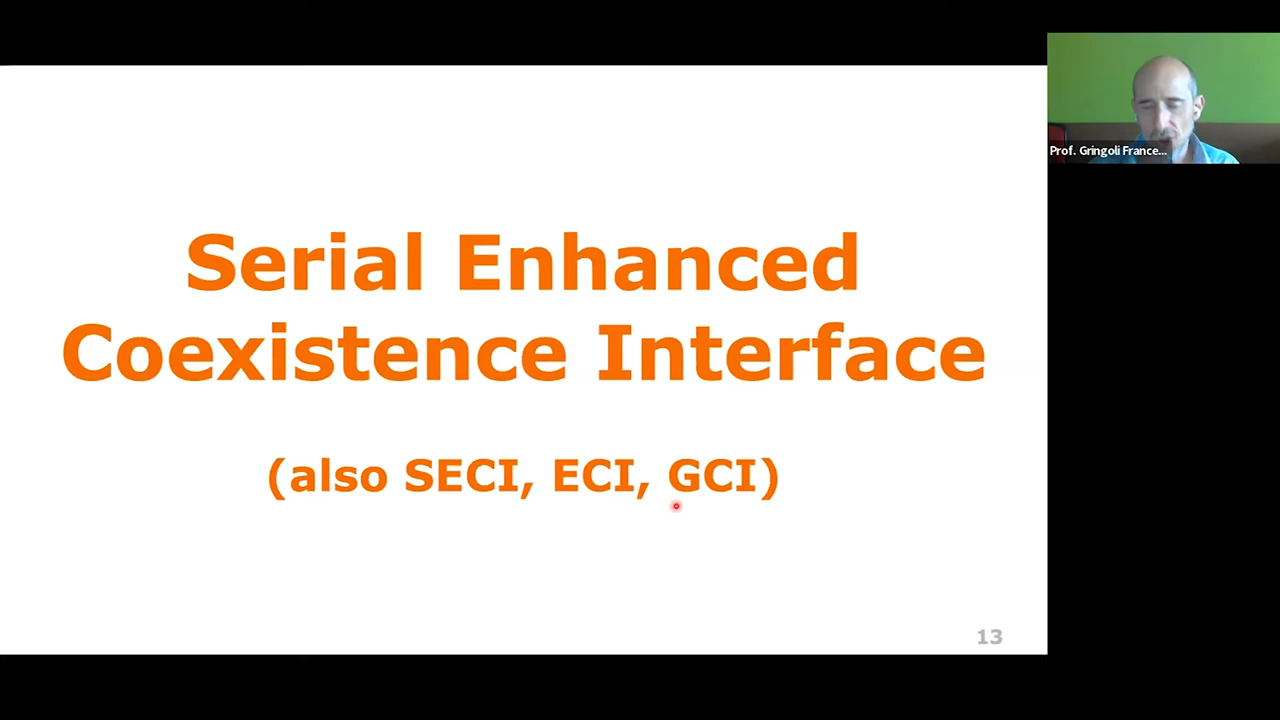 Serial Enhanced
Coexistence Interface
(also SECI, ECI, GCI)
13
Prof. Gringoli France...